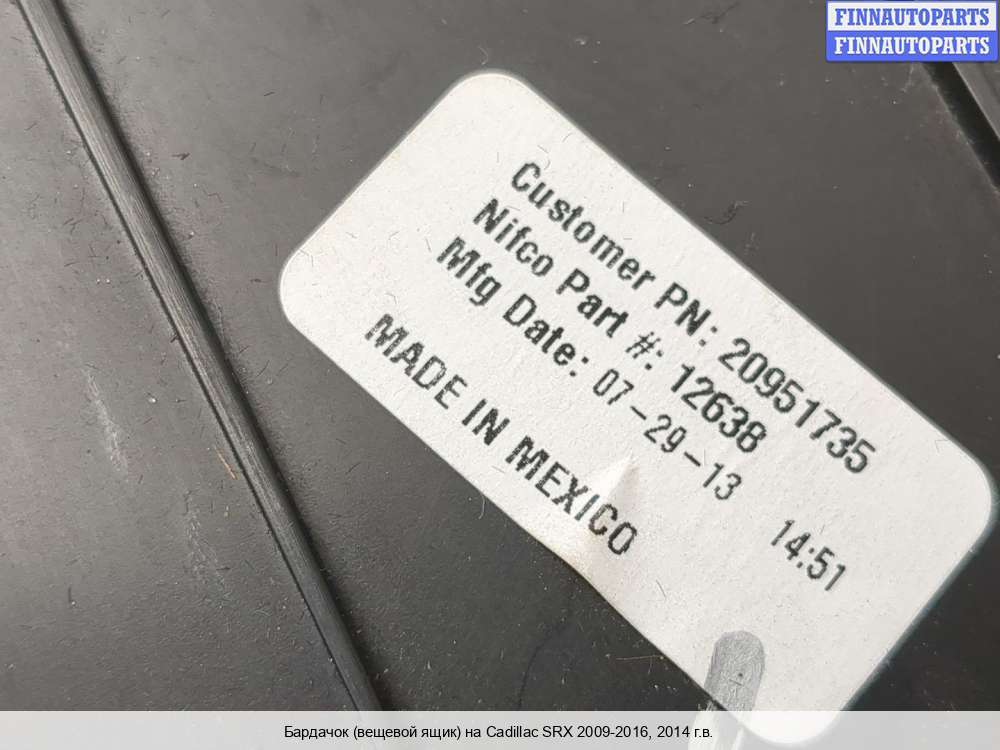 FINNAUTOPARTS
FINNAUTOPARTS
Customer PN: 20951735
Nifco Part #: 12638
Mfg Date: 07-29-13 14:51
MADE IN MEXICO
Бардачок (вещевой ящик) на Cadillac SRX 2009-2016, 2014 г.в.